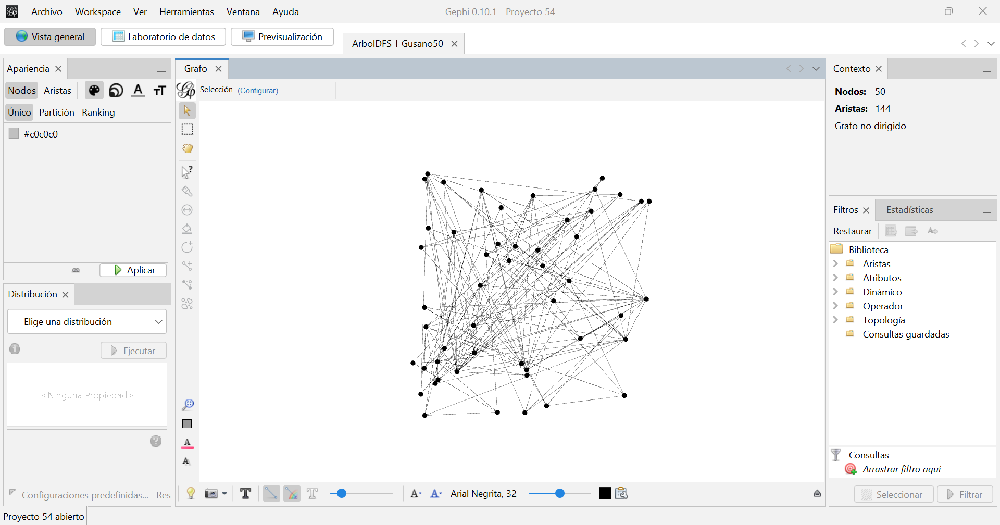 Archivo Workspace Ver Herramientas Ventana Ayuda
Gephi 0.10.1 - Proyecto 54
Vista general
Laboratorio de datos
Previsualización
ArbolDFS_I_Gusano50
Apariencia
Nodos Aristas
Único Partición Ranking
#c0c0c0
Aplicar
Distribución
---Elige una distribución
Ejecutar
<Ninguna Propiedad>
Configuraciones predefinidas... Res
Grafo
Selección (Configurar)
Arial Negrita, 32
Contexto
Nodos: 50
Aristas: 144
Grafo no dirigido
Filtros Estadísticas
Restaurar
Biblioteca
Aristas
Atributos
Dinámico
Operador
Topología
Consultas guardadas
Consultas
Arrastrar filtro aquí
Seleccionar
Filtrar
Proyecto 54 abierto